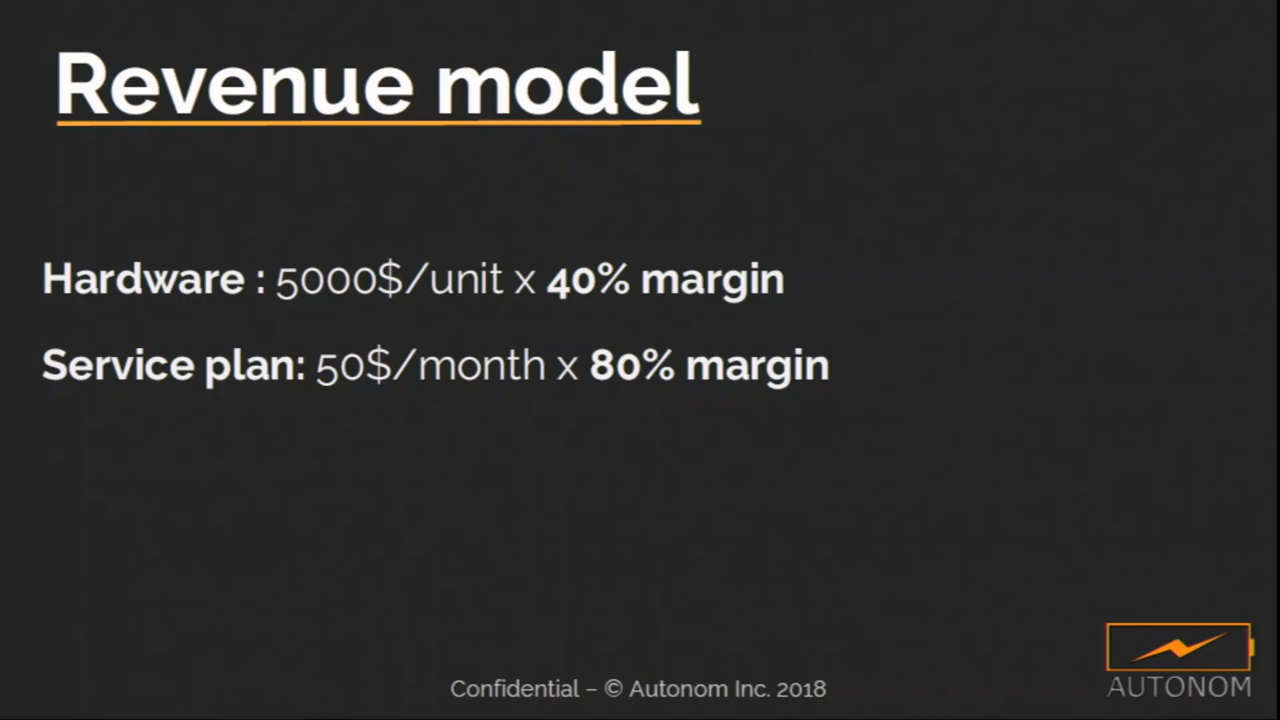 Revenue model
Hardware : 5000$/unit x 40% margin
Service plan: 50$/month x 80% margin
Confidential – © Autonom Inc. 2018
AUTONOM